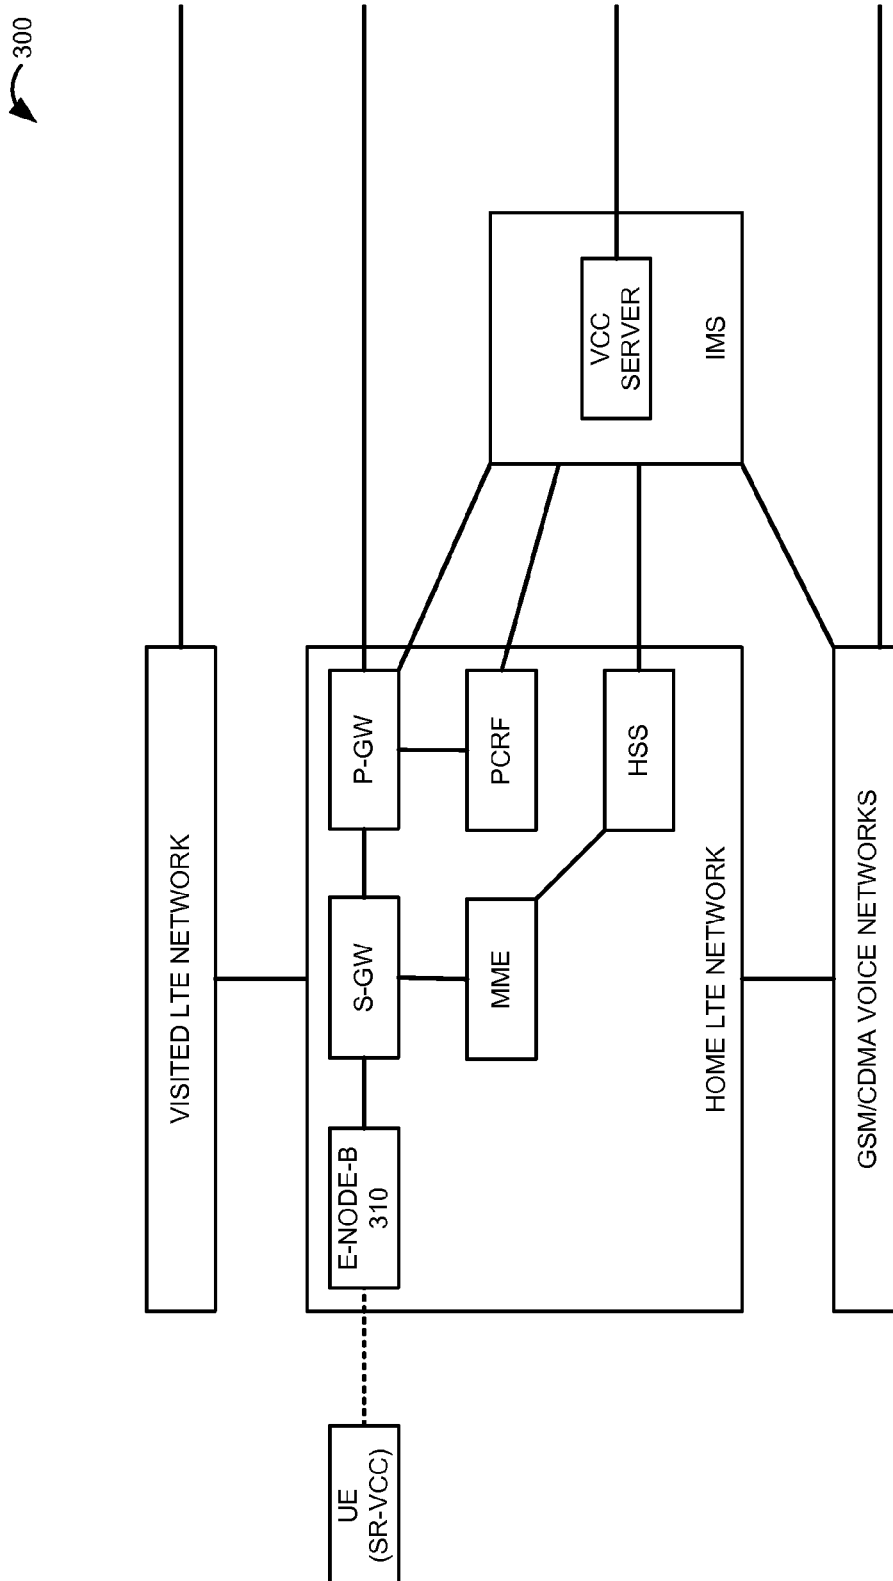 300
VISITED LTE NETWORK
UE
(SR-VCC)
E-NODE-B
310
S-GW
P-GW
MME
PCRF
HSS
HOME LTE NETWORK
VCC
SERVER
IMS
GSM/CDMA VOICE NETWORKS